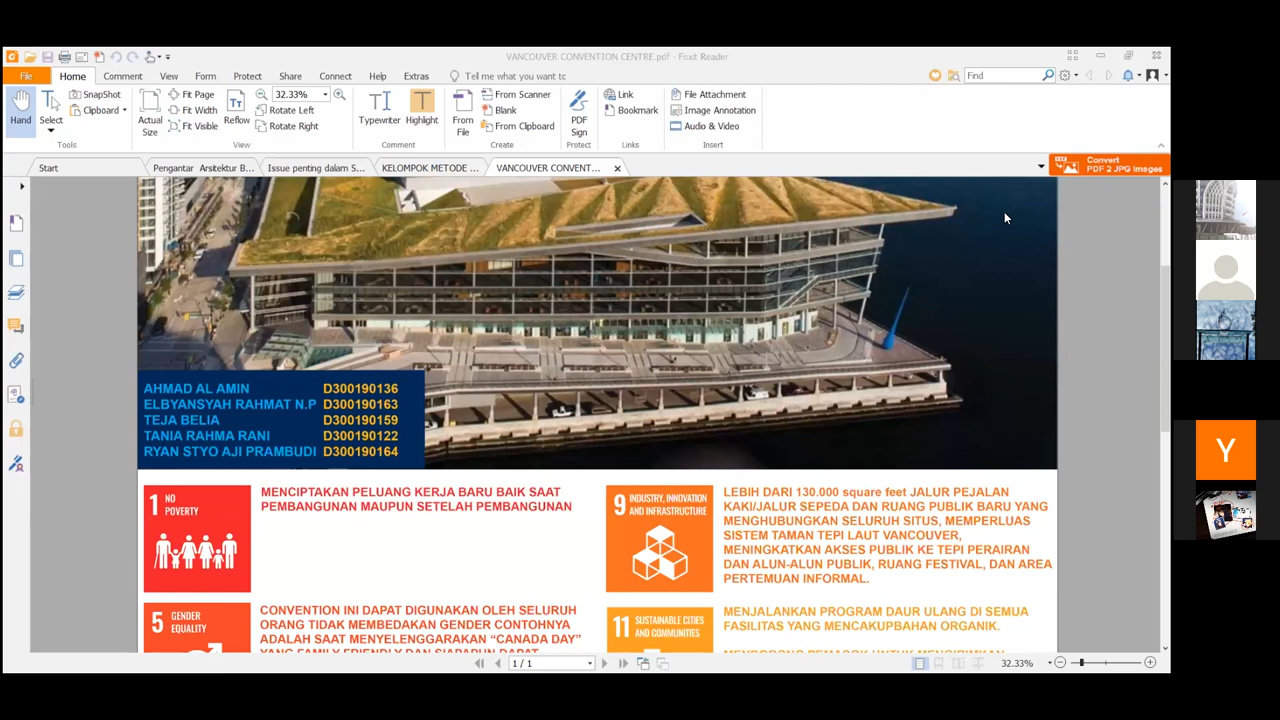 VANCOUVER CONVENTION CENTRE.pdf - Foxit Reader
File Home Comment View Form Protect Share Connect Help Extras Tell me what you want to Find
Hand
Select
SnapShot
Clipboard
Tools
Actual Size
Fit Page
Fit Width
Fit Visible
Reflow
32.33%
Rotate Left
Rotate Right
View
Typewriter
Highlight
Comment
From File
From Scanner
Blank
From Clipboard
Create
PDF Sign
Protect
Link
Bookmark
Links
File Attachment
Image Annotation
Audio & Video
Insert
Start
Pengantar Arsitektur B...
Issue penting dalam S...
KELOMPOK METODE ...
VANCOUVER CONVENT...
Convert
PDF 2 JPG Images
AHMAD AL AMIN D300190136
ELBYANSYAH RAHMAT N.P D300190163
TEJA BELIA D300190159
TANIA RAHMA RANI D300190122
RYAN STYO AJI PRAMBUDI D300190164
1 NO
POVERTY
MENCIPTAKAN PELUANG KERJA BARU BAIK SAAT
PEMBANGUNAN MAUPUN SETELAH PEMBANGUNAN
5 GENDER
EQUALITY
CONVENTION INI DAPAT DIGUNAKAN OLEH SELURUH
ORANG TIDAK MEMBEDAKAN GENDER CONTOHNYA
ADALAH SAAT MENYELENGGARAKAN “CANADA DAY”
YANG FAMILY FRIENDLY DAN SIAPAPUN DAPAT
9 INDUSTRY, INNOVATION
AND INFRASTRUCTURE
LEBIH DARI 130.000 square feet JALUR PEJALAN
KAKI/JALUR SEPEDA DAN RUANG PUBLIK BARU YANG
MENGHUBUNGKAN SELURUH SITUS, MEMPERLUAS
SISTEM TAMAN TEPI LAUT VANCOUVER,
MENINGKATKAN AKSES PUBLIK KE TEPI PERAIRAN
DAN ALUN-ALUN PUBLIK, RUANG FESTIVAL, DAN AREA
PERTEMUAN INFORMAL.
11 SUSTAINABLE CITIES
AND COMMUNITIES
MENJALANKAN PROGRAM DAUR ULANG DI SEMUA
FASILITAS YANG MENCAKUPBAHAN ORGANIK.
MENDORONG PEMASOK UNTUK MENGIRIMKAN
1 / 1
32.33%
Y